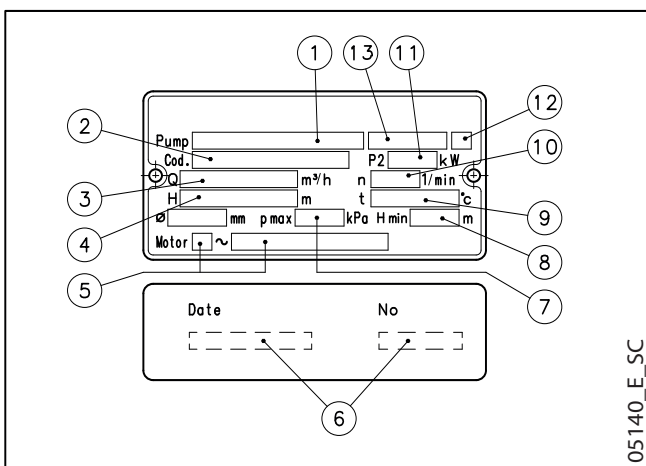 1 13 11
12
2 Pump
Cod. P2 kW 10
3 Q m³/h n 1/min
H m t °c 9
4 ø mm p max kPa H min m
8
Motor ~
5 7
Date No
6
05140_E_SC